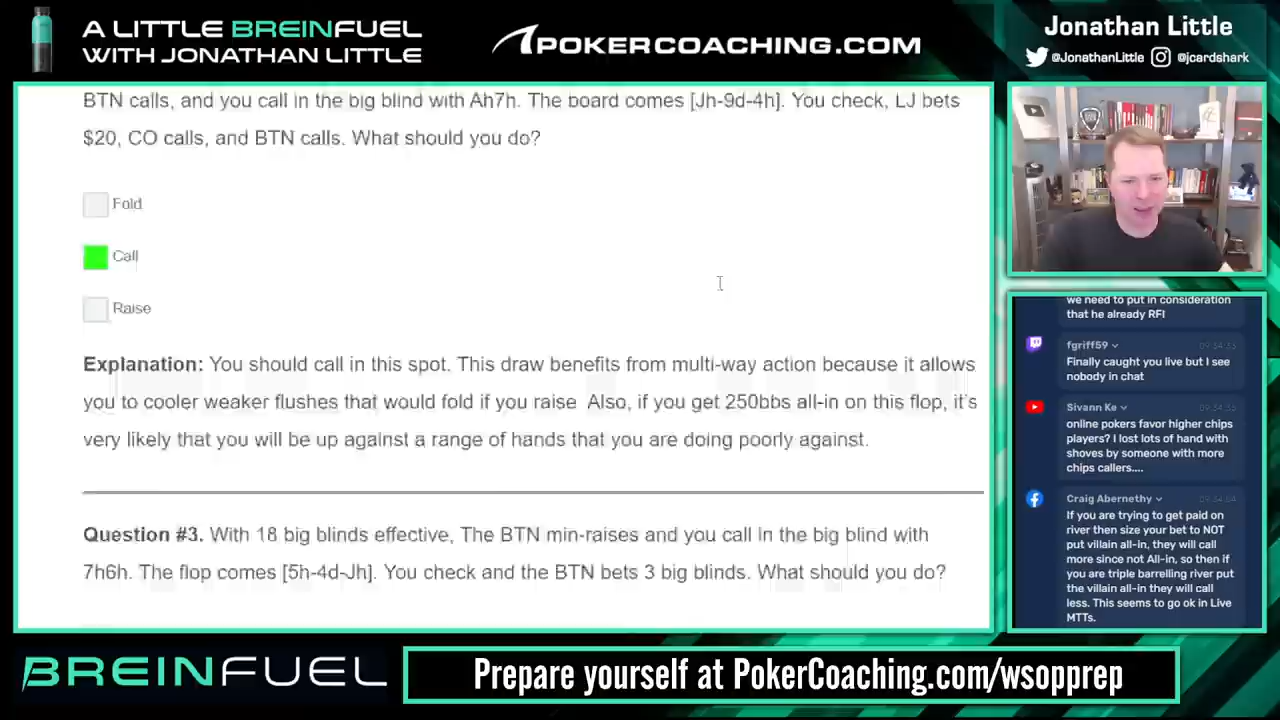 A LITTLE BREINFUEL
WITH JONATHAN LITTLE
POKERCOACHING.COM
Jonathan Little
@JonathanLittle @jcardshark
BTN calls, and you call in the big blind with Ah7h. The board comes [Jh-9d-4h]. You check, LJ bets
$20, CO calls, and BTN calls. What should you do?
Fold
Call
Raise
Explanation: You should call in this spot. This draw benefits from multi-way action because it allows
you to cooler weaker flushes that would fold if you raise Also, if you get 250bbs all-in on this flop, it's
very likely that you will be up against a range of hands that you are doing poorly against.
Question #3. With 18 big blinds effective, The BTN min-raises and you call in the big blind with
7h6h. The flop comes [5h-4d-Jh]. You check and the BTN bets 3 big blinds. What should you do?
we need to put in consideration
that he already RFI
fgriff59
Finally caught you live but I see
nobody in chat
Sivann Ke
online pokers favor higher chips
players? I lost lots of hand with
shoves by someone with more
chips callers....
Craig Abernethy
If you are trying to get paid on
river then size your bet to NOT
put villain all-in, they will call
more since not All-in, so then if
you are triple barrelling river put
the villain all-in they will call
less. This seems to go ok in Live
MTTs.
BREINFUEL
Prepare yourself at PokerCoaching.com/wsopprep